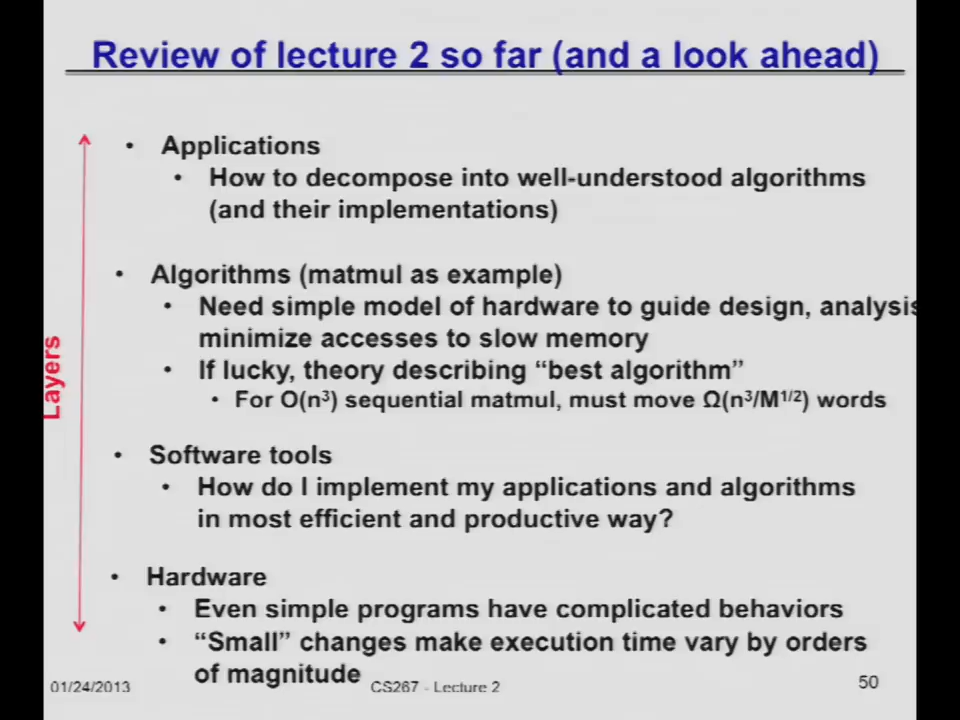 Review of lecture 2 so far (and a look ahead)
• Applications
• How to decompose into well-understood algorithms
(and their implementations)
• Algorithms (matmul as example)
• Need simple model of hardware to guide design, analysis
minimize accesses to slow memory
• If lucky, theory describing “best algorithm”
• For O(n³) sequential matmul, must move Ω(n³/M¹ᐟ²) words
Layers
• Software tools
• How do I implement my applications and algorithms
in most efficient and productive way?
• Hardware
• Even simple programs have complicated behaviors
• “Small” changes make execution time vary by orders
of magnitude
01/24/2013
CS267 - Lecture 2
50